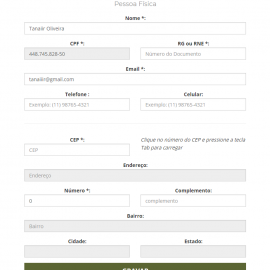 Pessoa Física
Nome *:
Tanair Oliveira
CPF *: RG ou RNE *:
448.745.828-50 Número do Documento
Email *:
tanairi@gmail.com
Telefone : Celular:
Exemplo: (11) 98765-4321 Exemplo: (11) 98765-4321
CEP *: Clique no número do CEP e pressione a tecla
CEP Tab para carregar
Endereço:
Endereço
Número *: Complemento:
0 complemento
Bairro:
Bairro
Cidade: Estado: